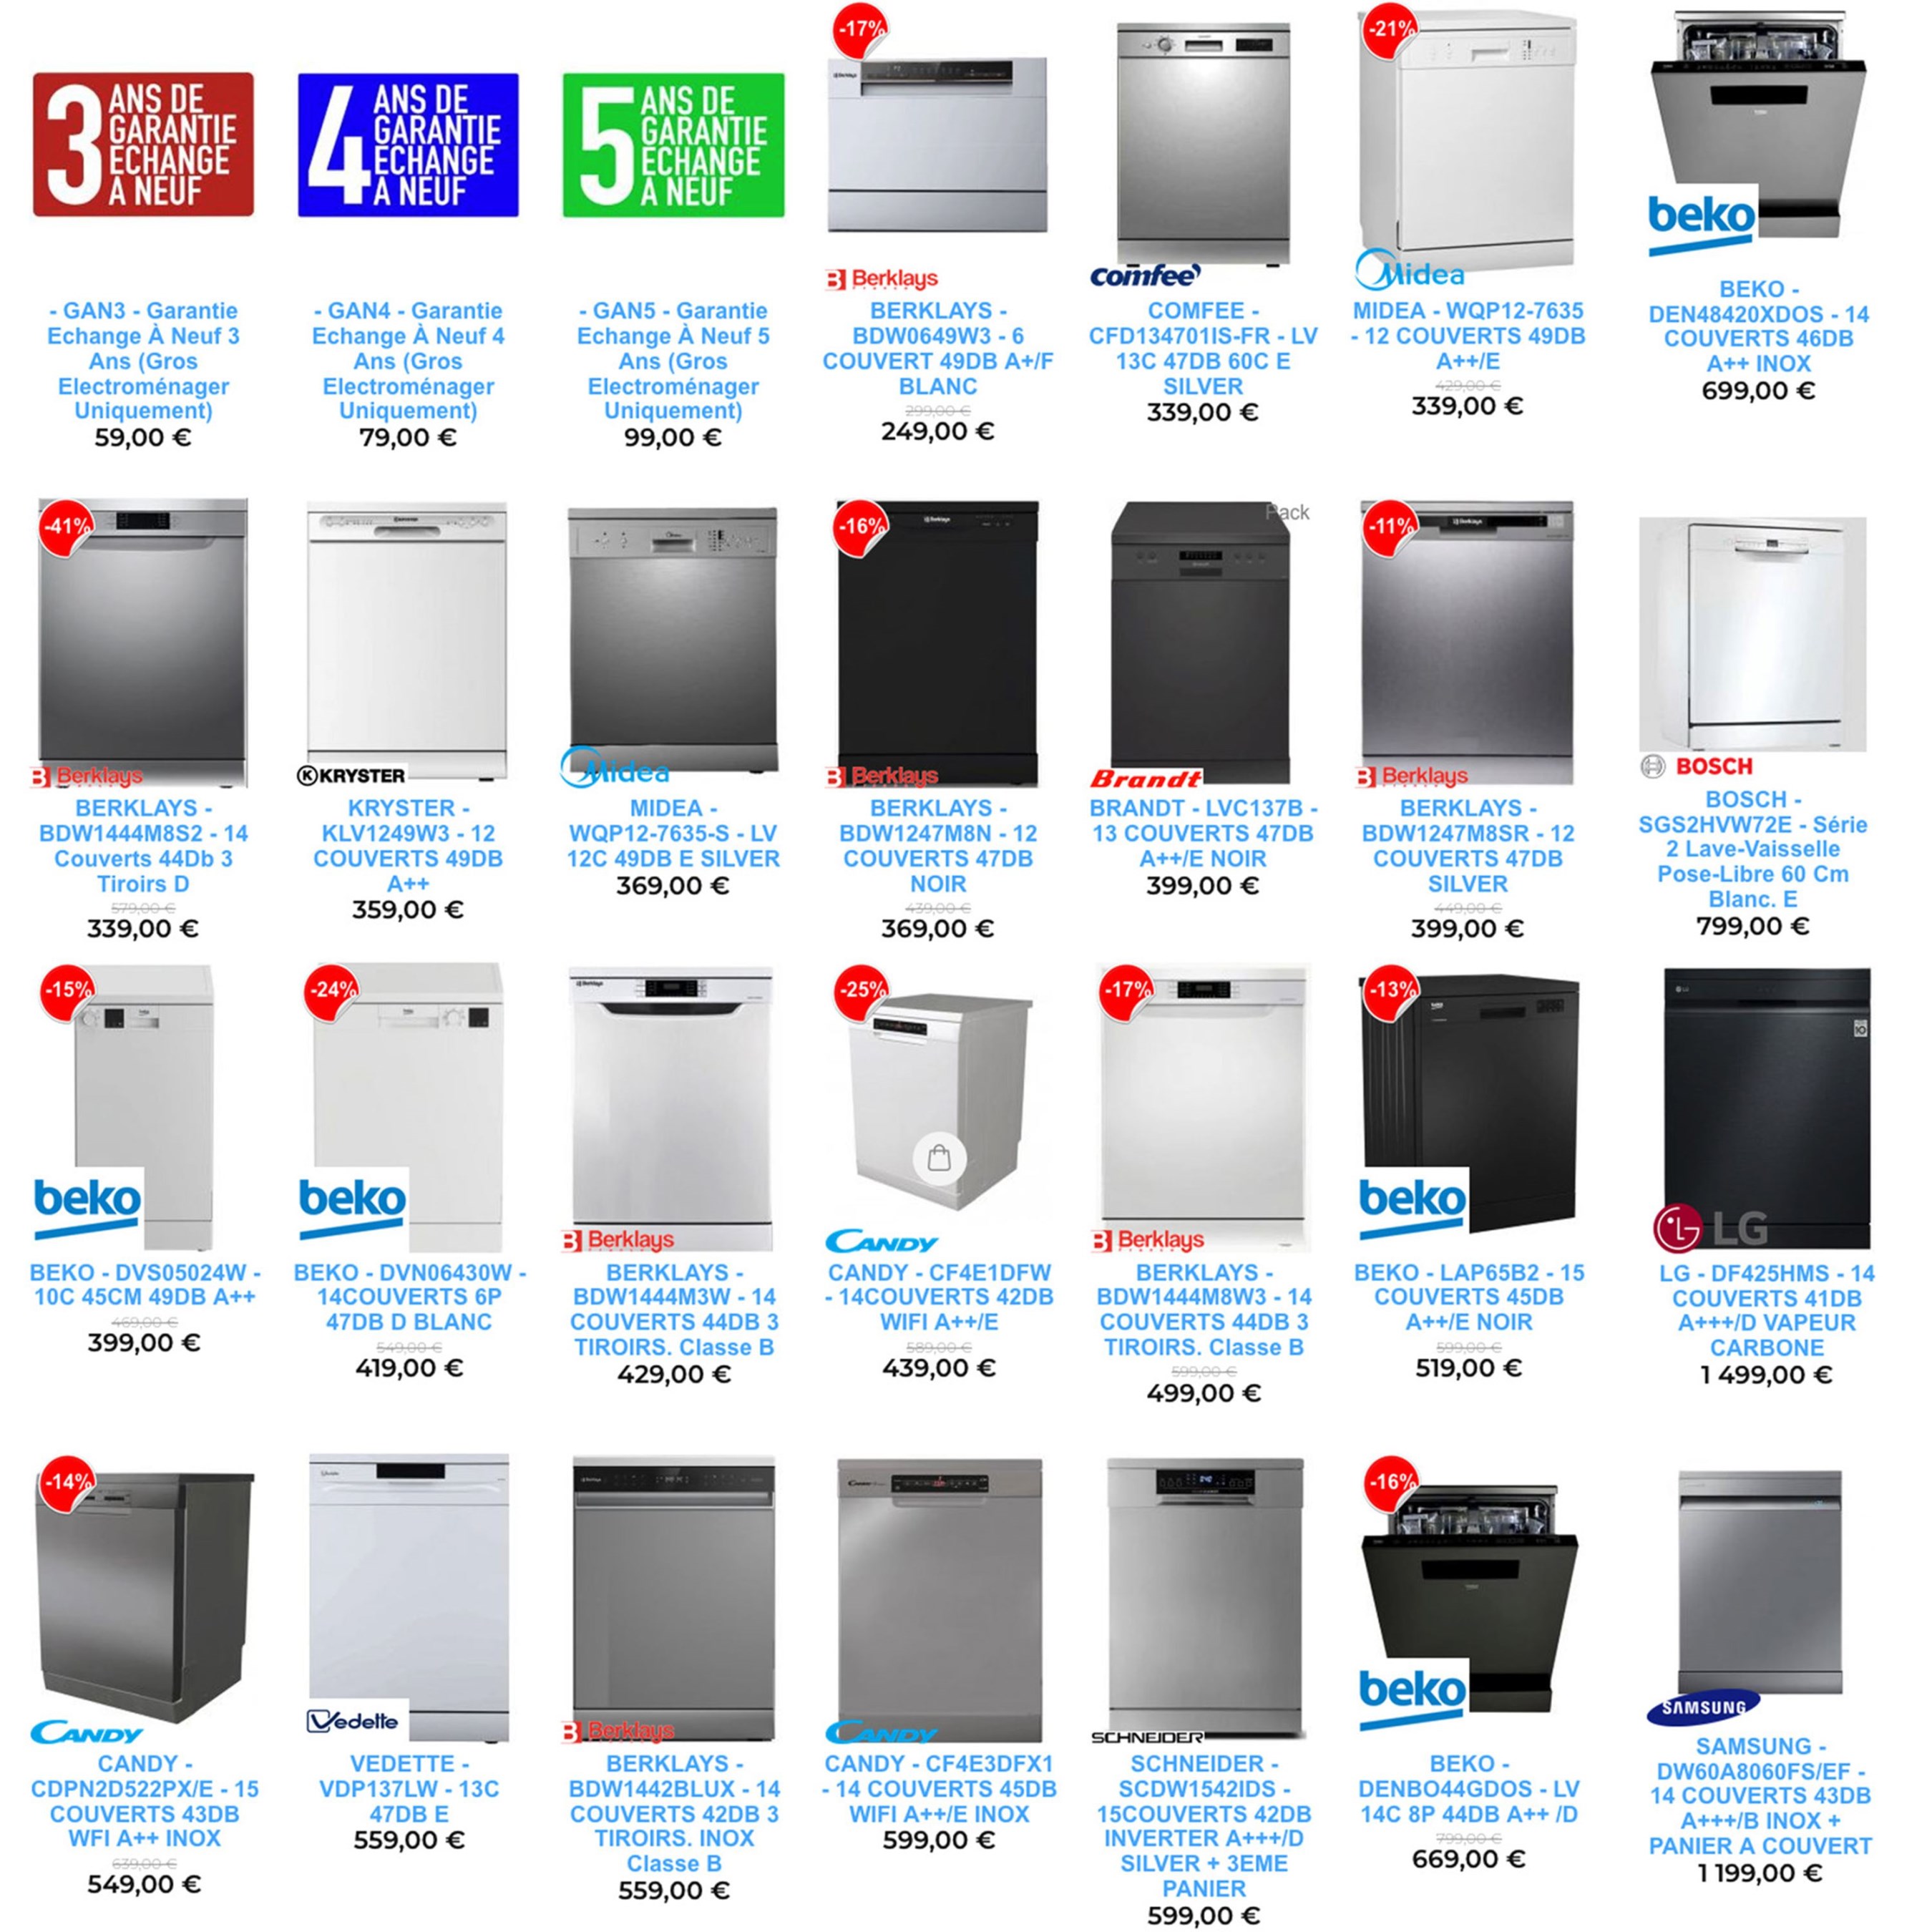 3 ANS DE
GARANTIE
ECHANGE
A NEUF
- GAN3 - Garantie
Echange À Neuf 3
Ans (Gros
Electroménager
Uniquement)
59,00 €
4 ANS DE
GARANTIE
ECHANGE
A NEUF
- GAN4 - Garantie
Echange À Neuf 4
Ans (Gros
Electroménager
Uniquement)
79,00 €
5 ANS DE
GARANTIE
ECHANGE
A NEUF
- GAN5 - Garantie
Echange À Neuf 5
Ans (Gros
Electroménager
Uniquement)
99,00 €
-17%
Berklays
BERKLAYS -
BDW0649W3 - 6
COUVERT 49DB A+/F
BLANC
299,00 €
249,00 €
comfee'
COMFEE -
CFD134701IS-FR - LV
13C 47DB 60C E
SILVER
339,00 €
-21%
Midea
MIDEA - WQP12-7635
- 12 COUVERTS 49DB
A++/E
429,00 €
339,00 €
beko
BEKO -
DEN48420XDOS - 14
COUVERTS 46DB
A++ INOX
699,00 €
-41%
Berklays
BERKLAYS -
BDW1444M8S2 - 14
Couverts 44Db 3
Tiroirs D
579,00 €
339,00 €
KRYSTER
KRYSTER -
KLV1249W3 - 12
COUVERTS 49DB
A++
359,00 €
Midea
MIDEA -
WQP12-7635-S - LV
12C 49DB E SILVER
369,00 €
-16%
Berklays
Berklays
BERKLAYS -
BDW1247M8N - 12
COUVERTS 47DB
NOIR
439,00 €
369,00 €
Pack
Brandt
BRANDT - LVC137B -
13 COUVERTS 47DB
A++/E NOIR
399,00 €
-11%
Berklays
Berklays
BERKLAYS -
BDW1247M8SR - 12
COUVERTS 47DB
SILVER
449,00 €
399,00 €
BOSCH
BOSCH -
SGS2HVW72E - Série
2 Lave-Vaisselle
Pose-Libre 60 Cm
Blanc. E
799,00 €
-15%
beko
BEKO - DVS05024W -
10C 45CM 49DB A++
469,00 €
399,00 €
-24%
beko
BEKO - DVN06430W -
14COUVERTS 6P
47DB D BLANC
549,00 €
419,00 €
Berklays
Berklays
BERKLAYS -
BDW1444M3W - 14
COUVERTS 44DB 3
TIROIRS. Classe B
429,00 €
-25%
CANDY
CANDY - CF4E1DFW
- 14COUVERTS 42DB
WIFI A++/E
589,00 €
439,00 €
-17%
Berklays
BERKLAYS -
BDW1444M8W3 - 14
COUVERTS 44DB 3
TIROIRS. Classe B
599,00 €
499,00 €
-13%
beko
BEKO - LAP65B2 - 15
COUVERTS 45DB
A++/E NOIR
599,00 €
519,00 €
LG
LG - DF425HMS - 14
COUVERTS 41DB
A+++/D VAPEUR
CARBONE
1 499,00 €
-14%
CANDY
CANDY -
CDPN2D522PX/E - 15
COUVERTS 43DB
WFI A++ INOX
639,00 €
549,00 €
Vedette
VEDETTE -
VDP137LW - 13C
47DB E
559,00 €
Berklays
BERKLAYS -
BDW1442BLUX - 14
COUVERTS 42DB 3
TIROIRS. INOX
Classe B
559,00 €
CANDY
CANDY - CF4E3DFX1
- 14 COUVERTS 45DB
WIFI A++/E INOX
599,00 €
SCHNEIDER
SCHNEIDER -
SCDW1542IDS -
15COUVERTS 42DB
INVERTER A+++/D
SILVER + 3EME
PANIER
599,00 €
-16%
beko
BEKO -
DENBO44GDOS - LV
14C 8P 44DB A++ /D
799,00 €
669,00 €
SAMSUNG
SAMSUNG -
DW60A8060FS/EF -
14 COUVERTS 43DB
A+++/B INOX +
PANIER A COUVERT
1 199,00 €